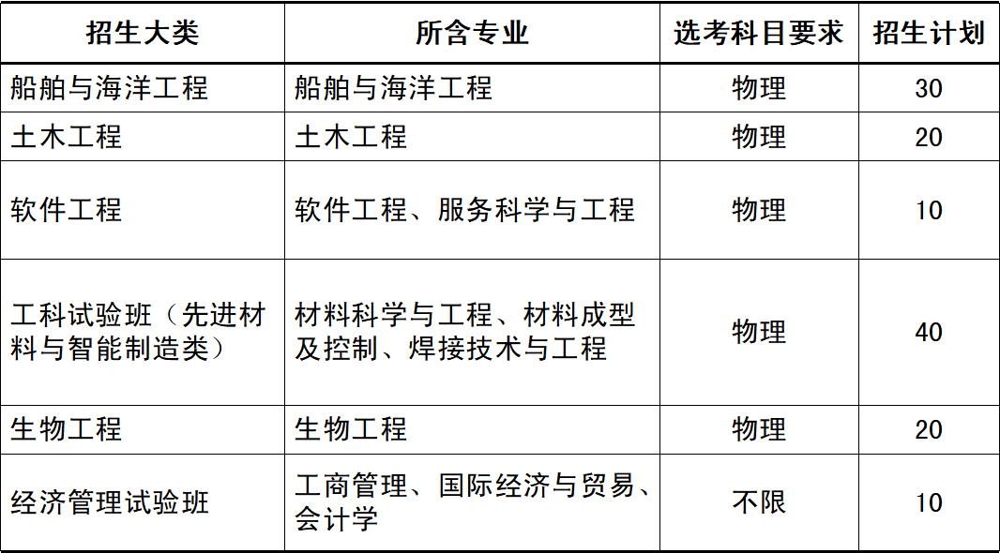 招生大类 所含专业 选考科目要求 招生计划
船舶与海洋工程 船舶与海洋工程 物理 30
土木工程 土木工程 物理 20
软件工程 软件工程、服务科学与工程 物理 10
工科试验班（先进材
料与智能制造类） 材料科学与工程、材料成型
及控制、焊接技术与工程 物理 40
生物工程 生物工程 物理 20
经济管理试验班 工商管理、国际经济与贸易、
会计学 不限 10